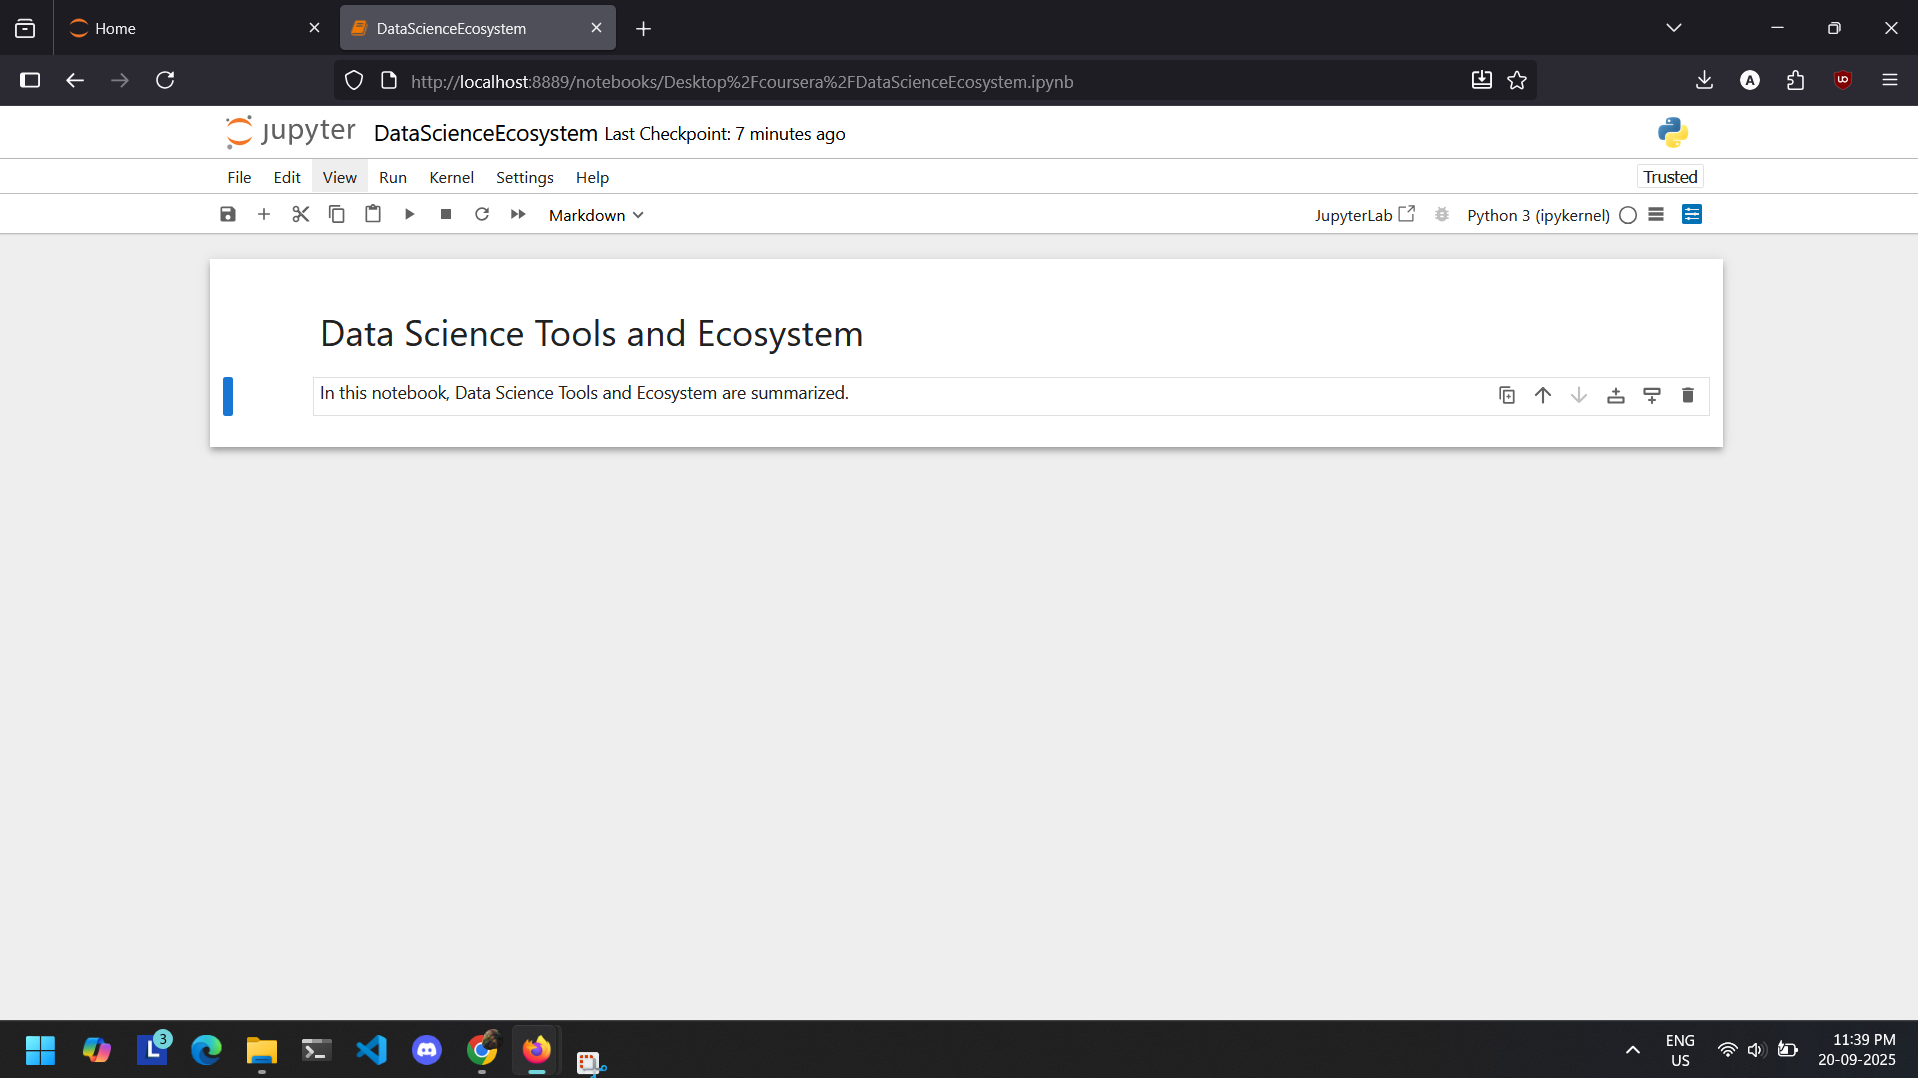 Home
DataScienceEcosystem
http://localhost:8889/notebooks/Desktop%2Fcoursera%2FDataScienceEcosystem.ipynb
jupyter DataScienceEcosystem Last Checkpoint: 7 minutes ago
File Edit View Run Kernel Settings Help Trusted
Markdown JupyterLab Python 3 (ipykernel)
Data Science Tools and Ecosystem
In this notebook, Data Science Tools and Ecosystem are summarized.
L 3
ENG
US
11:39 PM
20-09-2025